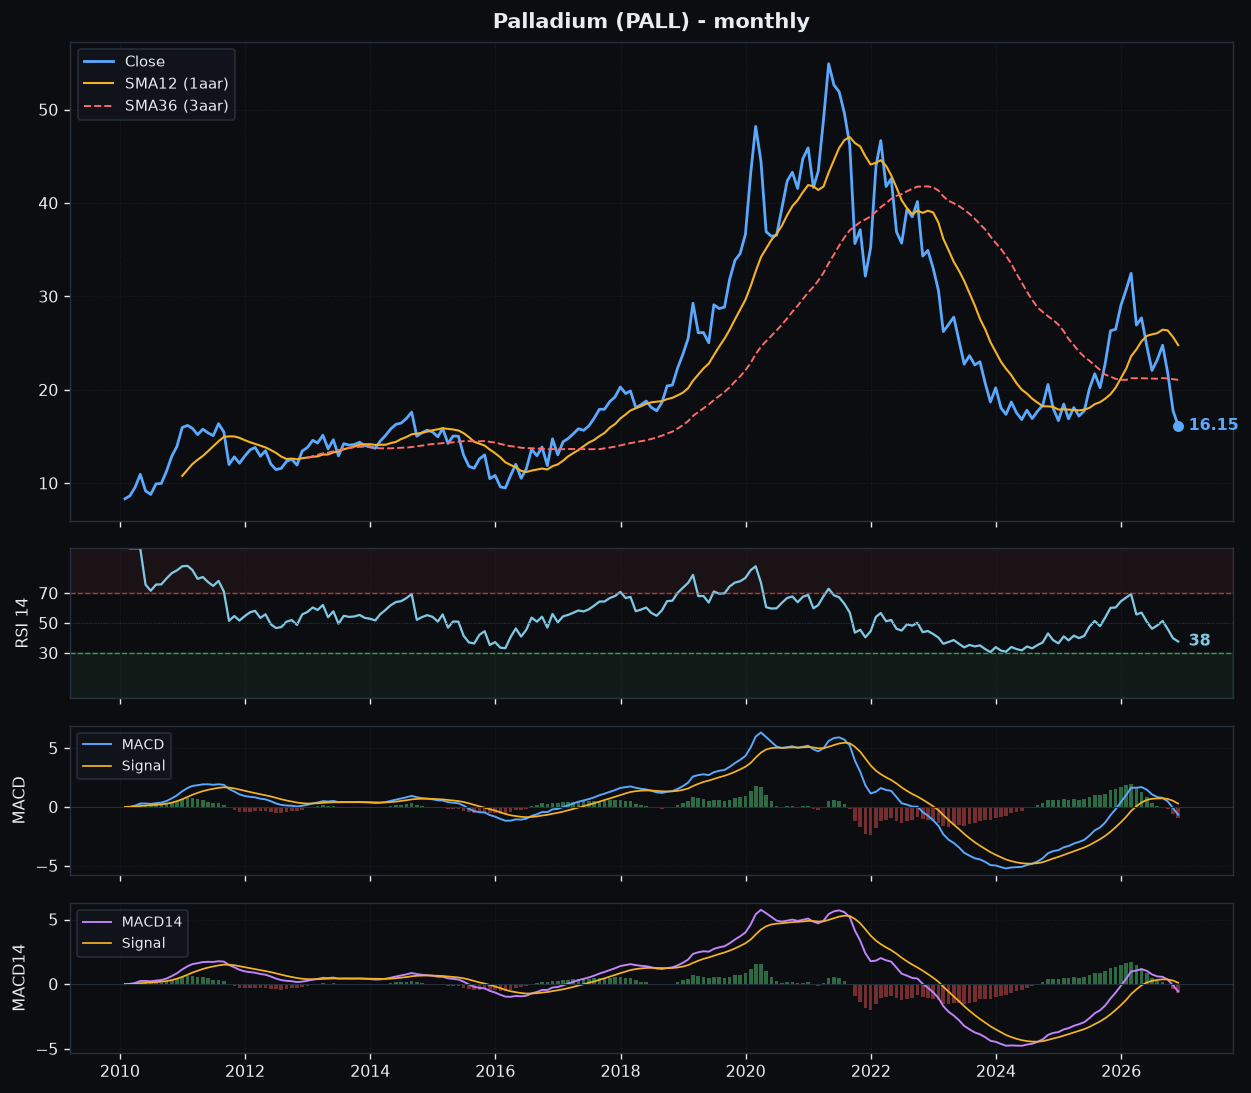 Palladium (PALL) - monthly
Close
SMA12 (1aar)
SMA36 (3aar)
50
40
30
20
10
16.15
RSI 14
70
50
30
38
MACD
MACD
Signal
5
0
−5
MACD14
MACD14
Signal
5
0
−5
2010 2012 2014 2016 2018 2020 2022 2024 2026